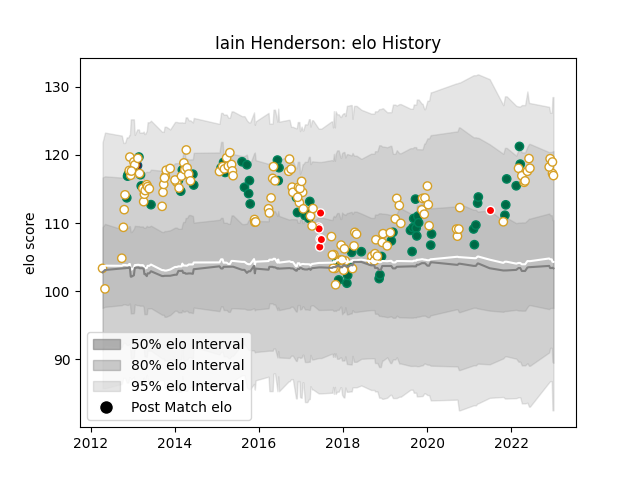 Iain Henderson: elo History
elo score
130
120
110
100
90
50% elo Interval
80% elo Interval
95% elo Interval
Post Match elo
2012 2014 2016 2018 2020 2022